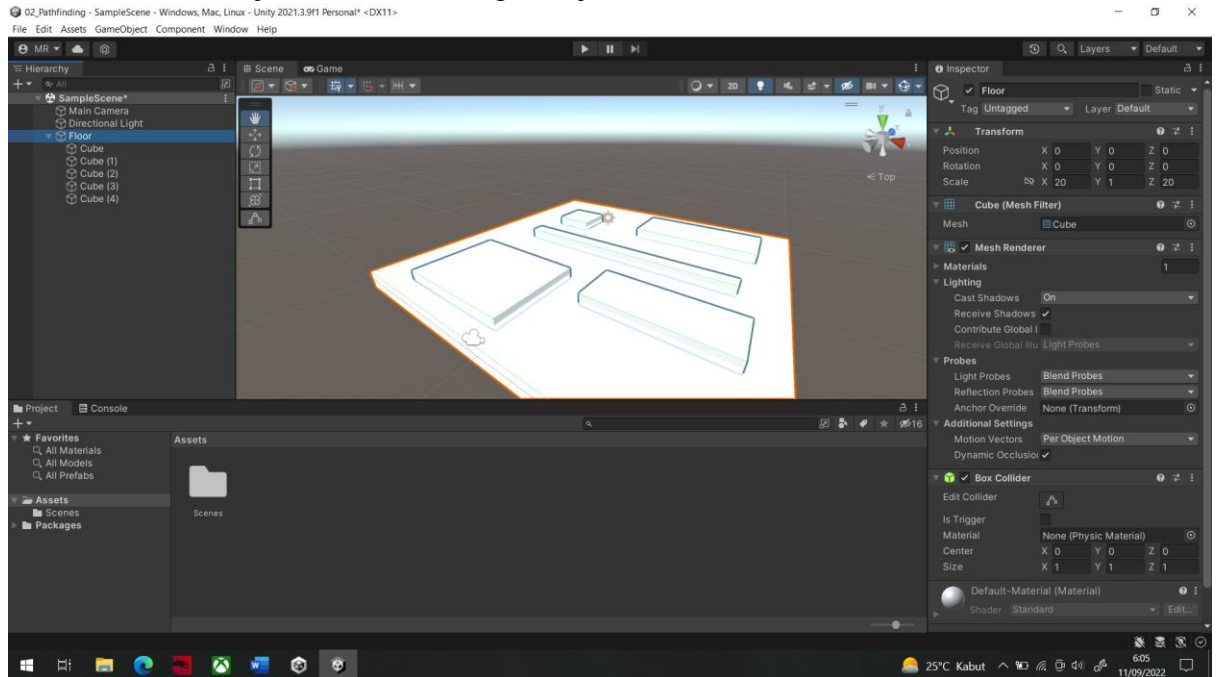 02_Pathfinding - SampleScene - Windows, Mac, Linux - Unity 2021.3.9f1 Personal* <DX11>
File Edit Assets GameObject Component Window Help
MR
Layers
Default
Hierarchy
All
SampleScene*
Main Camera
Directional Light
Floor
Cube
Cube (1)
Cube (2)
Cube (3)
Cube (4)
Scene
Game
2D
Top
y
Inspector
Floor
Static
Tag Untagged
Layer Default
Transform
Position X 0 Y 0 Z 0
Rotation X 0 Y 0 Z 0
Scale X 20 Y 1 Z 20
Cube (Mesh Filter)
Mesh Cube
Mesh Renderer
Materials 1
Lighting
Cast Shadows On
Receive Shadows
Contribute Global I
Receive Global Illu Light Probes
Probes
Light Probes Blend Probes
Reflection Probes Blend Probes
Anchor Override None (Transform)
Additional Settings
Motion Vectors Per Object Motion
Dynamic Occlusion
Box Collider
Edit Collider
Is Trigger
Material None (Physic Material)
Center X 0 Y 0 Z 0
Size X 1 Y 1 Z 1
Default-Material (Material)
Shader Standard Edit...
Project
Console
16
Favorites
All Materials
All Models
All Prefabs
Assets
Scenes
Packages
Assets
Scenes
25°C Kabut
6:05
11/09/2022